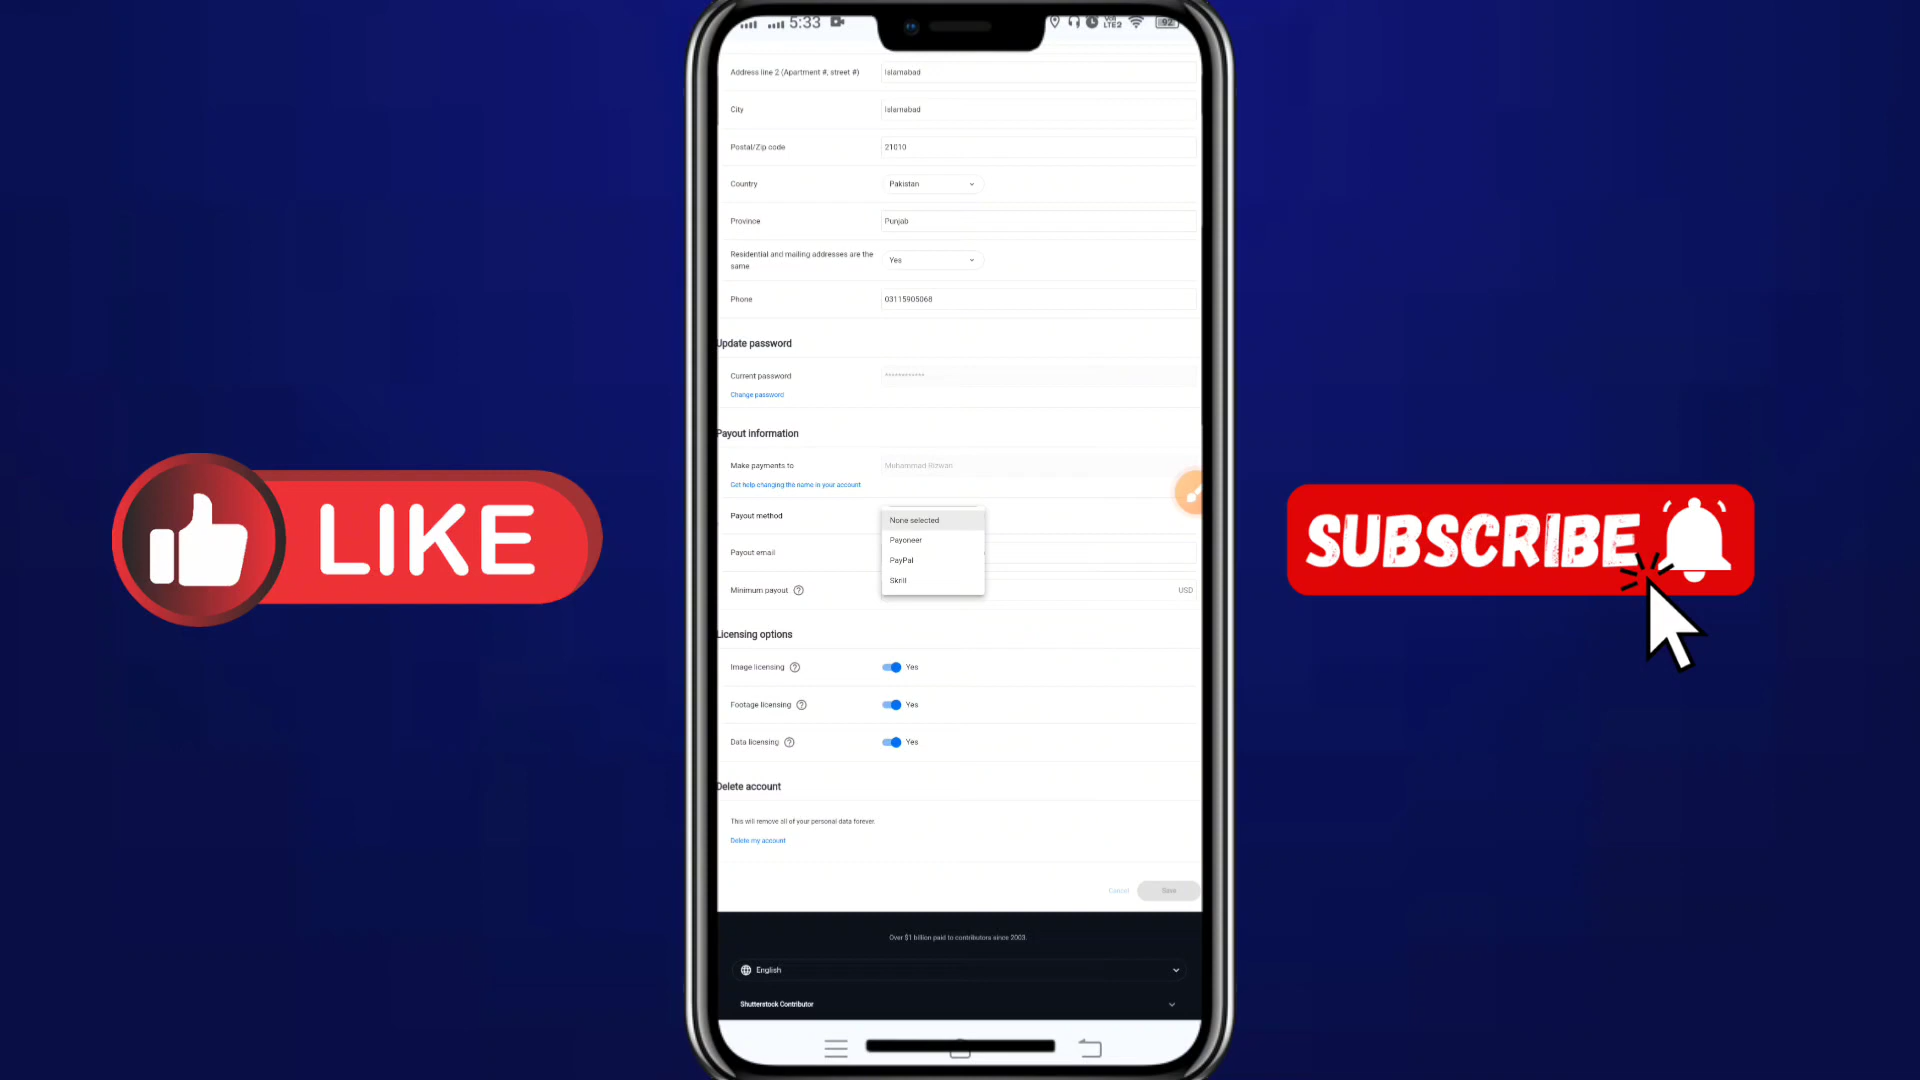 5:33
VoI LTE2
92
Address line 2 (Apartment #, street #)
Islamabad
City
Islamabad
Postal/Zip code
21010
Country
Pakistan
Province
Punjab
Residential and mailing addresses are the same
Yes
Phone
03115905068
Update password
Current password
************
Change password
Payout information
Make payments to
Muhammad Rizwan
Get help changing the name in your account
Payout method
None selected
Payoneer
PayPal
Skrill
Payout email
Minimum payout
USD
Licensing options
Image licensing
Yes
Footage licensing
Yes
Data licensing
Yes
Delete account
This will remove all of your personal data forever.
Delete my account
Cancel
Save
Over $1 billion paid to contributors since 2003.
English
Shutterstock Contributor
LIKE
SUBSCRIBE